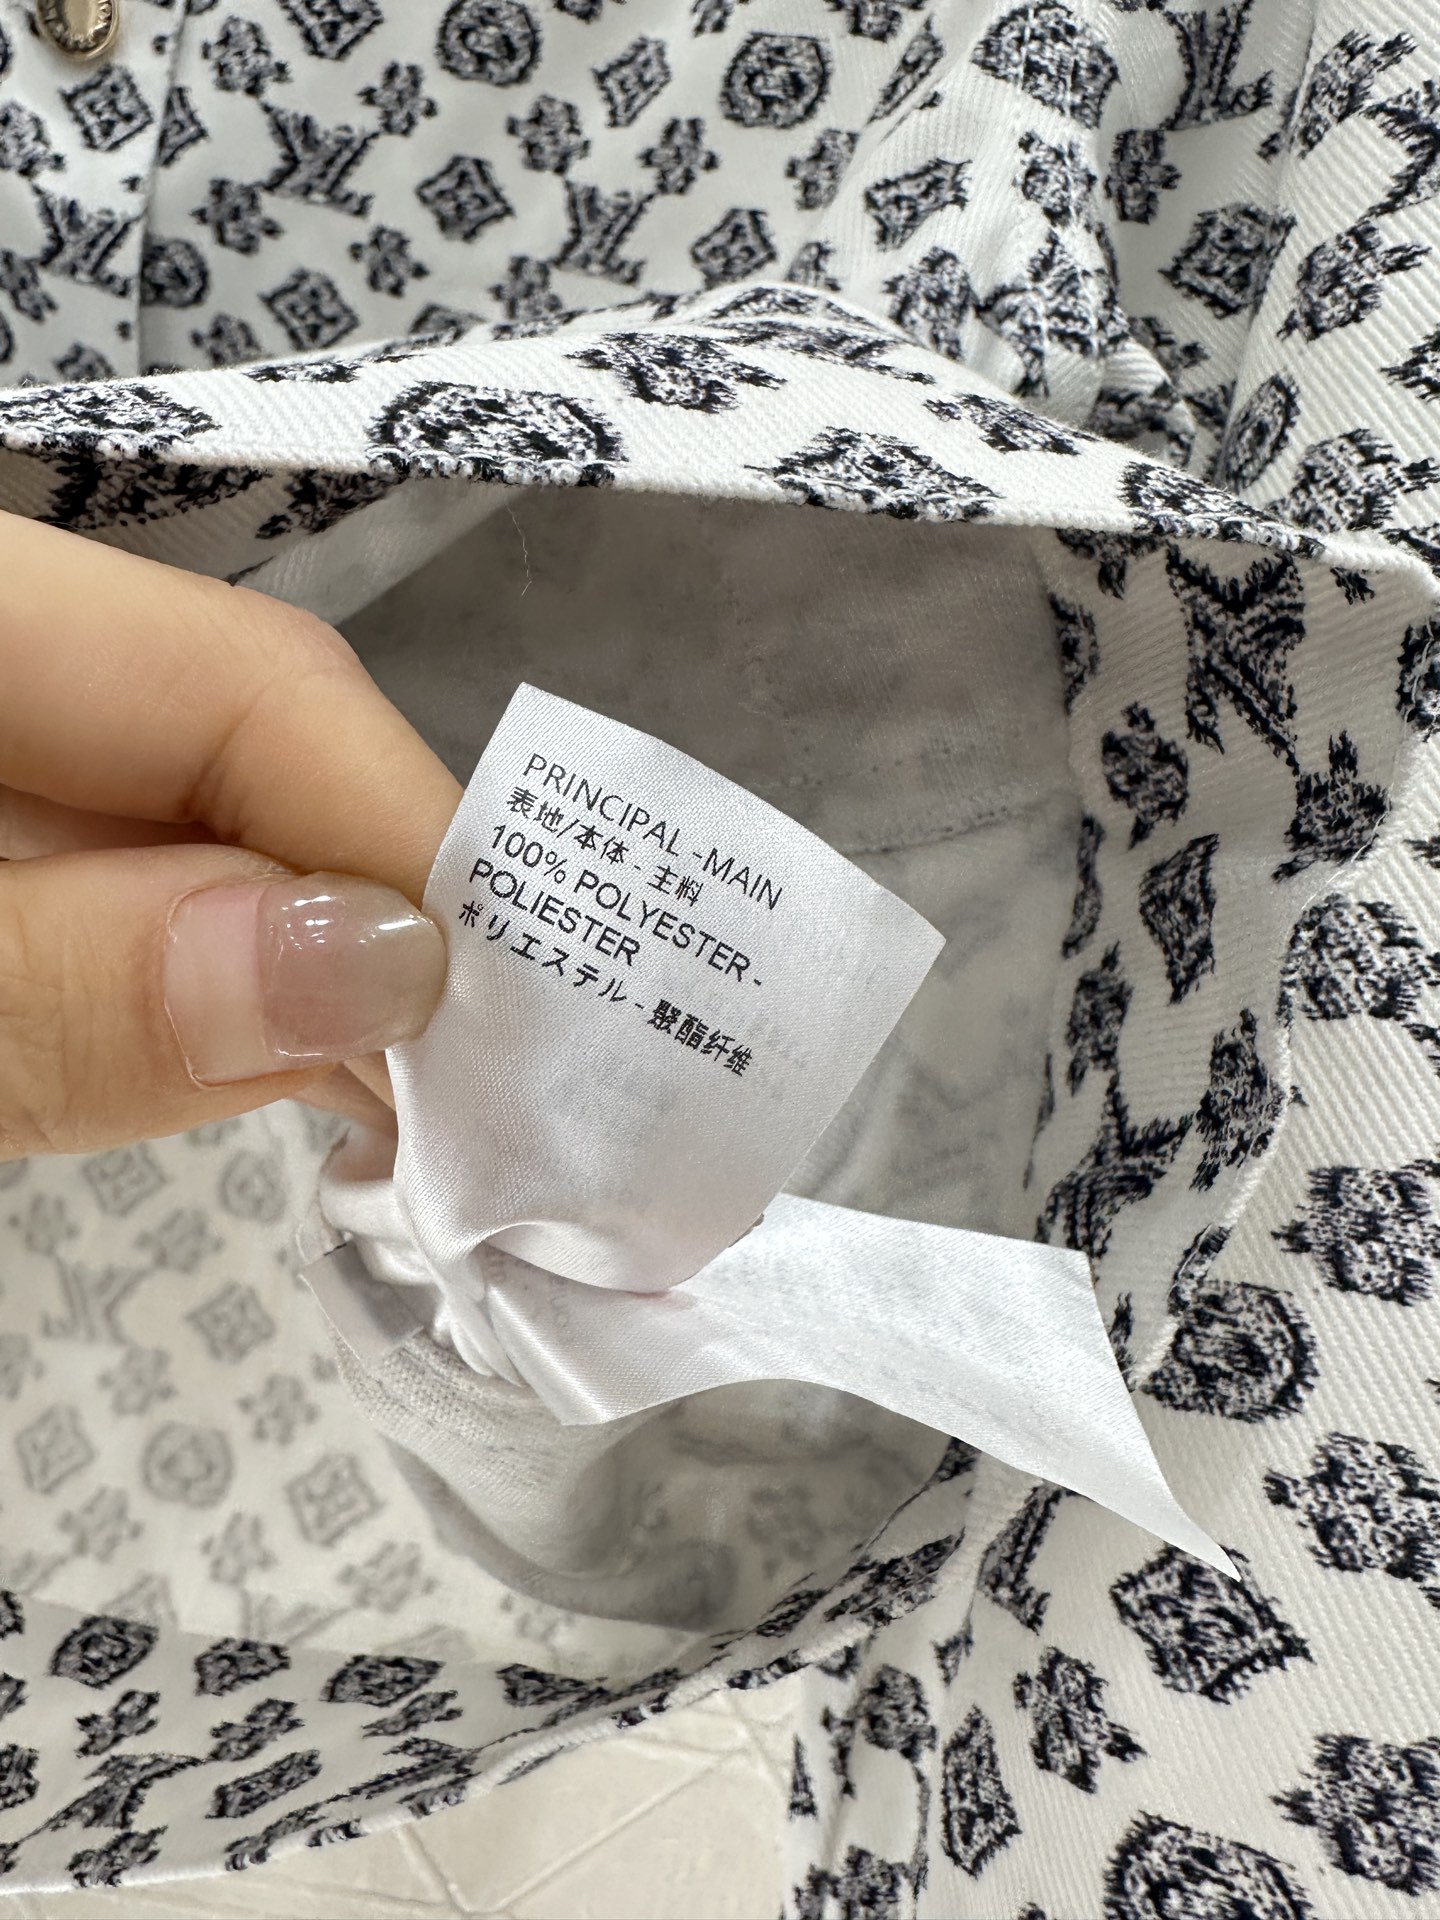 PRINCIPAL -MAIN
表地/本体 - 主料
100% POLYESTER -
POLIESTER
ポリエステル - 聚酯纤维